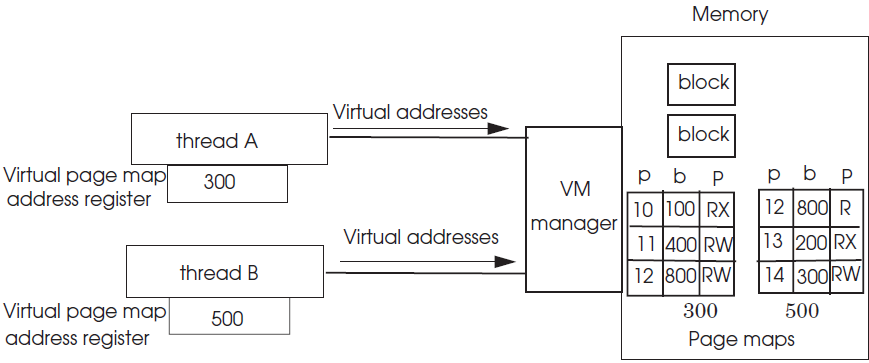 Memory
block
block
Virtual addresses
thread A
Virtual page map
address register
300
VM
manager
Virtual addresses
thread B
Virtual page map
address register
500
p b P
10 100 RX
11 400 RW
12 800 RW
300
p b P
12 800 R
13 200 RX
14 300 RW
500
Page maps